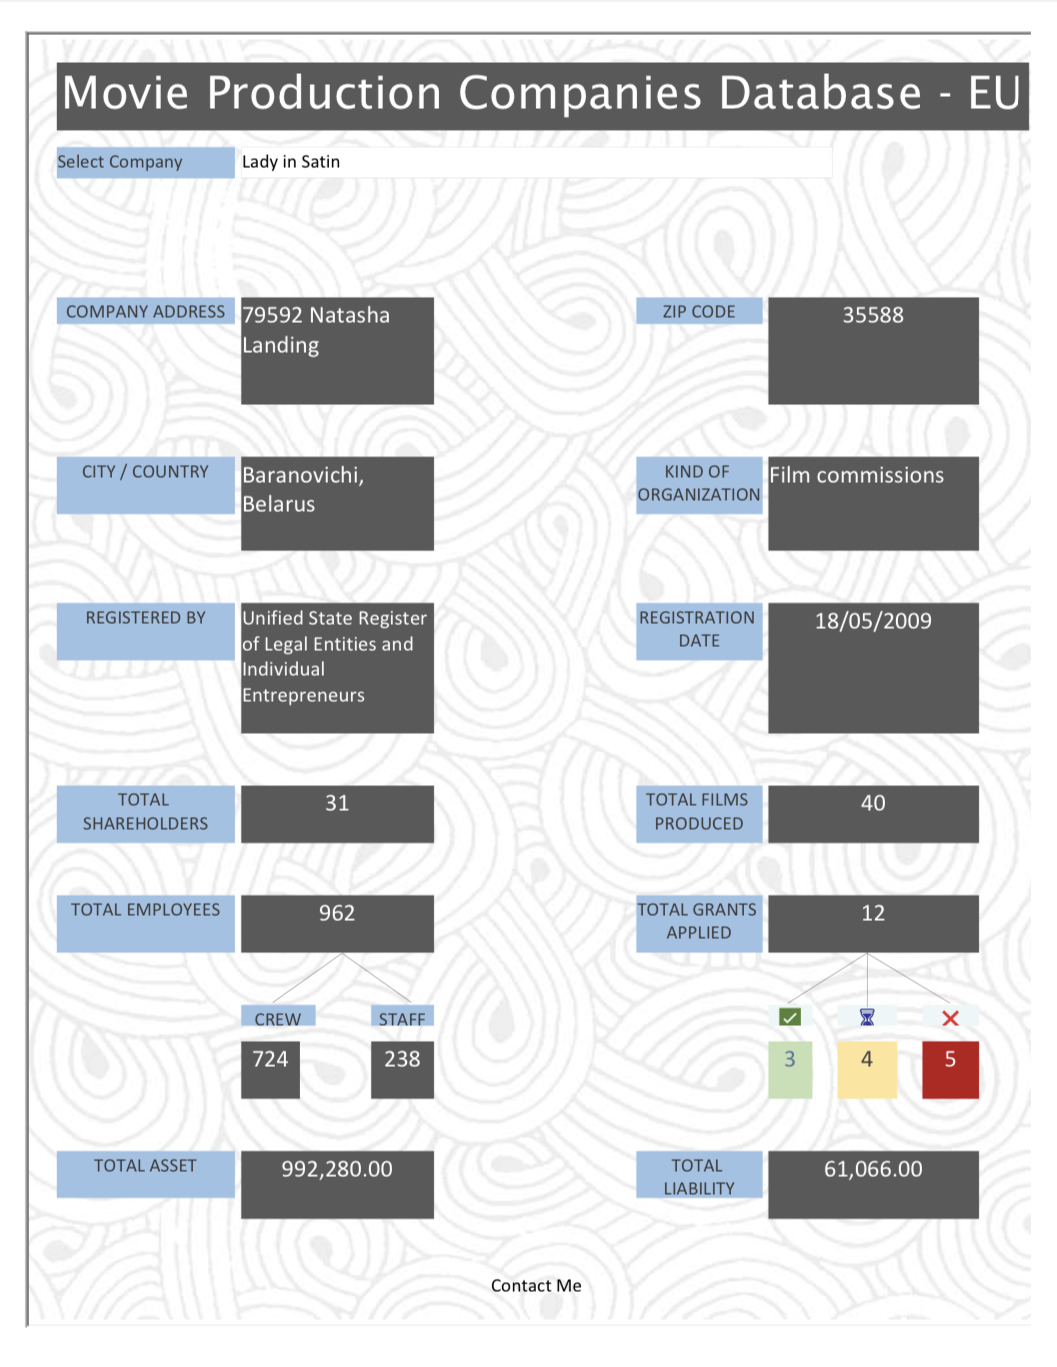 Movie Production Companies Database - EU
Select Company Lady in Satin
COMPANY ADDRESS 79592 Natasha
Landing
ZIP CODE 35588
CITY / COUNTRY Baranovichi,
Belarus
KIND OF
ORGANIZATION
Film commissions
REGISTERED BY
Unified State Register
of Legal Entities and
Individual
Entrepreneurs
REGISTRATION
DATE
18/05/2009
TOTAL
SHAREHOLDERS
31
TOTAL FILMS
PRODUCED
40
TOTAL EMPLOYEES 962
TOTAL GRANTS
APPLIED
12
CREW STAFF
724 238
3 4 5
TOTAL ASSET 992,280.00
TOTAL
LIABILITY
61,066.00
Contact Me